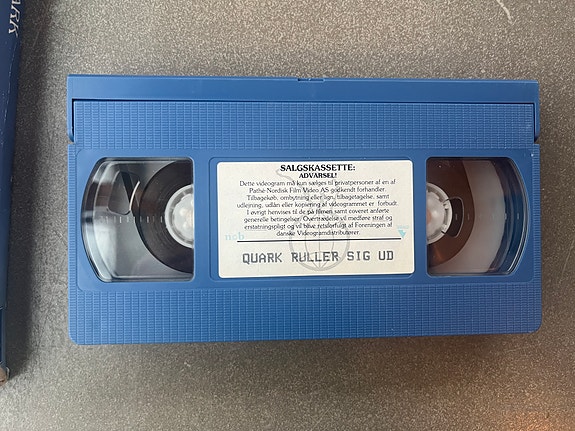 ARK
SALGSKASSETTE:
ADVARSEL!
Dette videogram må kun sælges til privatpersoner af en af
Pathé Nordisk Film Video AS godkendt forhandler.
Tilbagekøb, ombytning eller lign. tilbagetagelse, samt
udlejning, udlån eller kopiering af videogrammet er forbudt.
I øvrigt henvises til de på filmen samt coveret anførte
generelle betingelser. Overtrædelse vil medføre straf og
erstatningspligt og vil blive retsforfulgt af Foreningen af
danske Videogramdistributører.
ncb
QUARK RULLER SIG UD